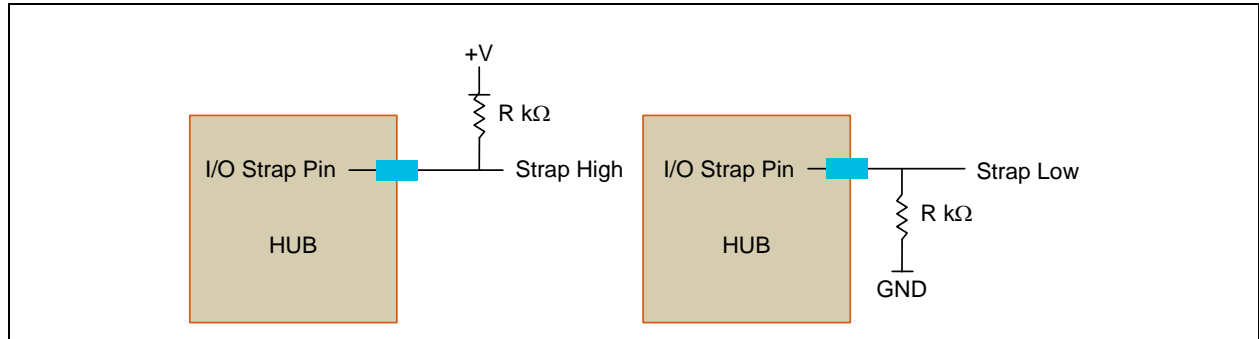 +V
R kΩ
I/O Strap Pin
Strap High
HUB
I/O Strap Pin
Strap Low
R kΩ
HUB
GND